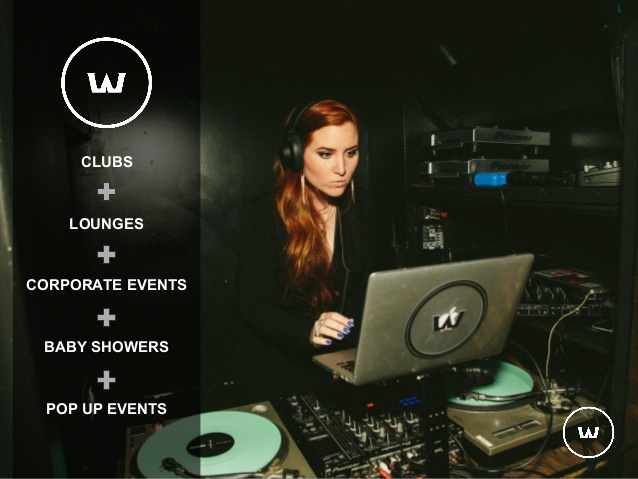 W
CLUBS
LOUNGES
CORPORATE EVENTS
BABY SHOWERS
POP UP EVENTS
W
W